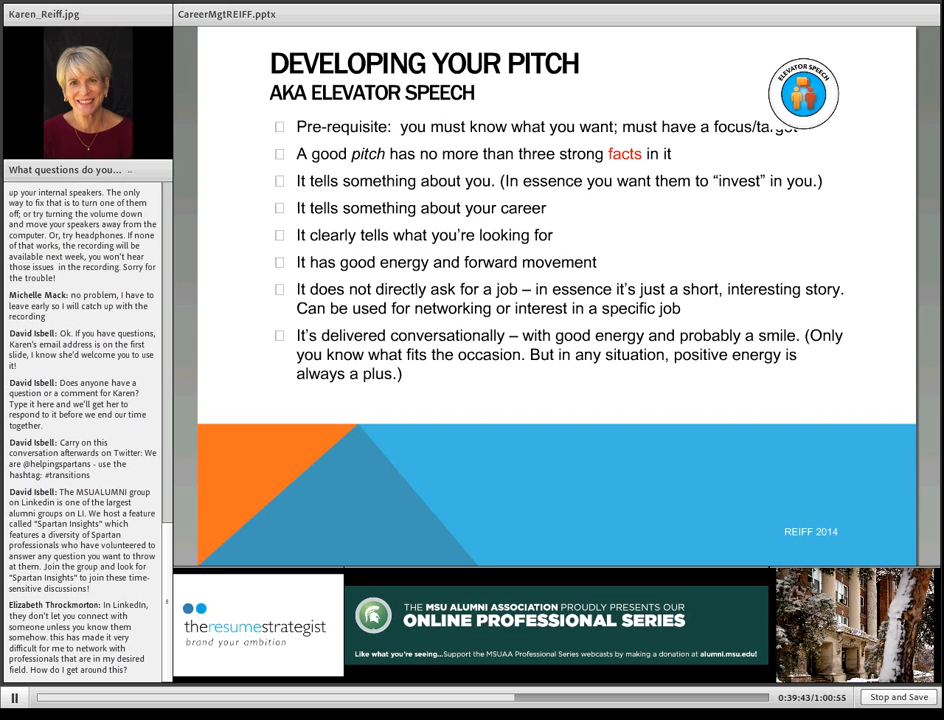 Karen_Reiff.jpg
CareerMgtREIFF.pptx
What questions do you... ..
up your internal speakers. The only
way to fix that is to turn one of them
off; or try turning the volume down
and move your speakers away from the
computer. Or, try headphones. If none
of that works, the recording will be
available next week, you won't hear
those issues in the recording. Sorry for
the trouble!
Michelle Mack: no problem, I have to
leave early so I will catch up with the
recording
David Isbell: Ok. If you have questions,
Karen's email address is on the first
slide, I know she'd welcome you to use
it!
David Isbell: Does anyone have a
question or a comment for Karen?
Type it here and we'll get her to
respond to it before we end our time
together.
David Isbell: Carry on this
conversation afterwards on Twitter: We
are @helpingspartans - use the
hashtag: #transitions
David Isbell: The MSUALUMNI group
on Linkedin is one of the largest
alumni groups on LI. We host a feature
called "Spartan Insights" which
features a diversity of Spartan
professionals who have volunteered to
answer any question you want to throw
at them. Join the group and look for
"Spartan Insights" to join these time-
sensitive discussions!
Elizabeth Throckmorton: In LinkedIn,
they don't let you connect with
someone unless you know them
somehow. this has made it very
difficult for me to network with
professionals that are in my desired
field. How do I get around this?
DEVELOPING YOUR PITCH
AKA ELEVATOR SPEECH
ELEVATOR SPEECH
Pre-requisite: you must know what you want; must have a focus/target
A good pitch has no more than three strong facts in it
It tells something about you. (In essence you want them to “invest” in you.)
It tells something about your career
It clearly tells what you’re looking for
It has good energy and forward movement
It does not directly ask for a job – in essence it’s just a short, interesting story.
Can be used for networking or interest in a specific job
It’s delivered conversationally – with good energy and probably a smile. (Only
you know what fits the occasion. But in any situation, positive energy is
always a plus.)
REIFF 2014
theresumestrategist
brand your ambition
THE MSU ALUMNI ASSOCIATION PROUDLY PRESENTS OUR
ONLINE PROFESSIONAL SERIES
Like what you're seeing...Support the MSUAA Professional Series webcasts by making a donation at alumni.msu.edu!
0:39:43/1:00:55
Stop and Save